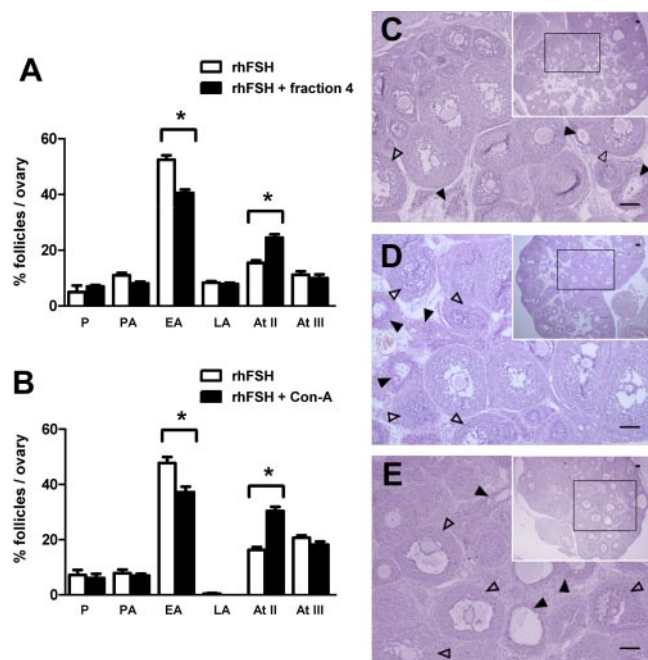 A
rhFSH
rhFSH + fraction 4
% follicles / ovary
60
40
20
0
*
*
P PA EA LA At II At III
B
rhFSH
rhFSH + Con-A
% follicles / ovary
60
40
20
0
*
*
P PA EA LA At II At III
C
D
E